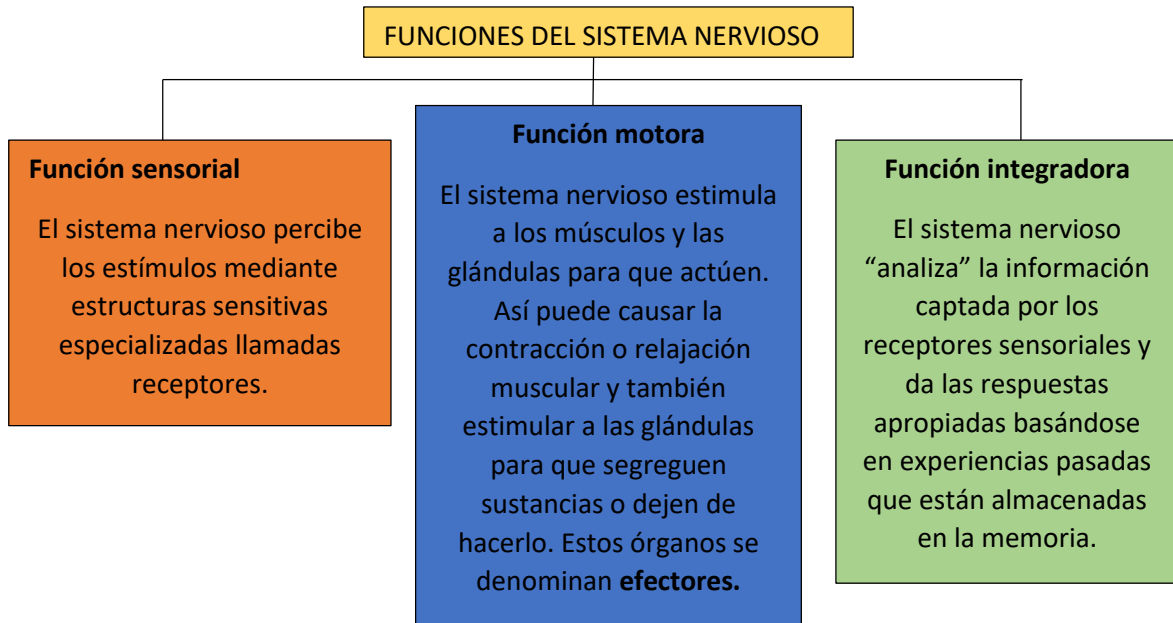 FUNCIONES DEL SISTEMA NERVIOSO
Función sensorial
El sistema nervioso percibe
los estímulos mediante
estructuras sensitivas
especializadas llamadas
receptores.
Función motora
El sistema nervioso estimula
a los músculos y las
glándulas para que actúen.
Así puede causar la
contracción o relajación
muscular y también
estimular a las glándulas
para que segreguen
sustancias o dejen de
hacerlo. Estos órganos se
denominan efectores.
Función integradora
El sistema nervioso
“analiza” la información
captada por los
receptores sensoriales y
da las respuestas
apropiadas basándose
en experiencias pasadas
que están almacenadas
en la memoria.